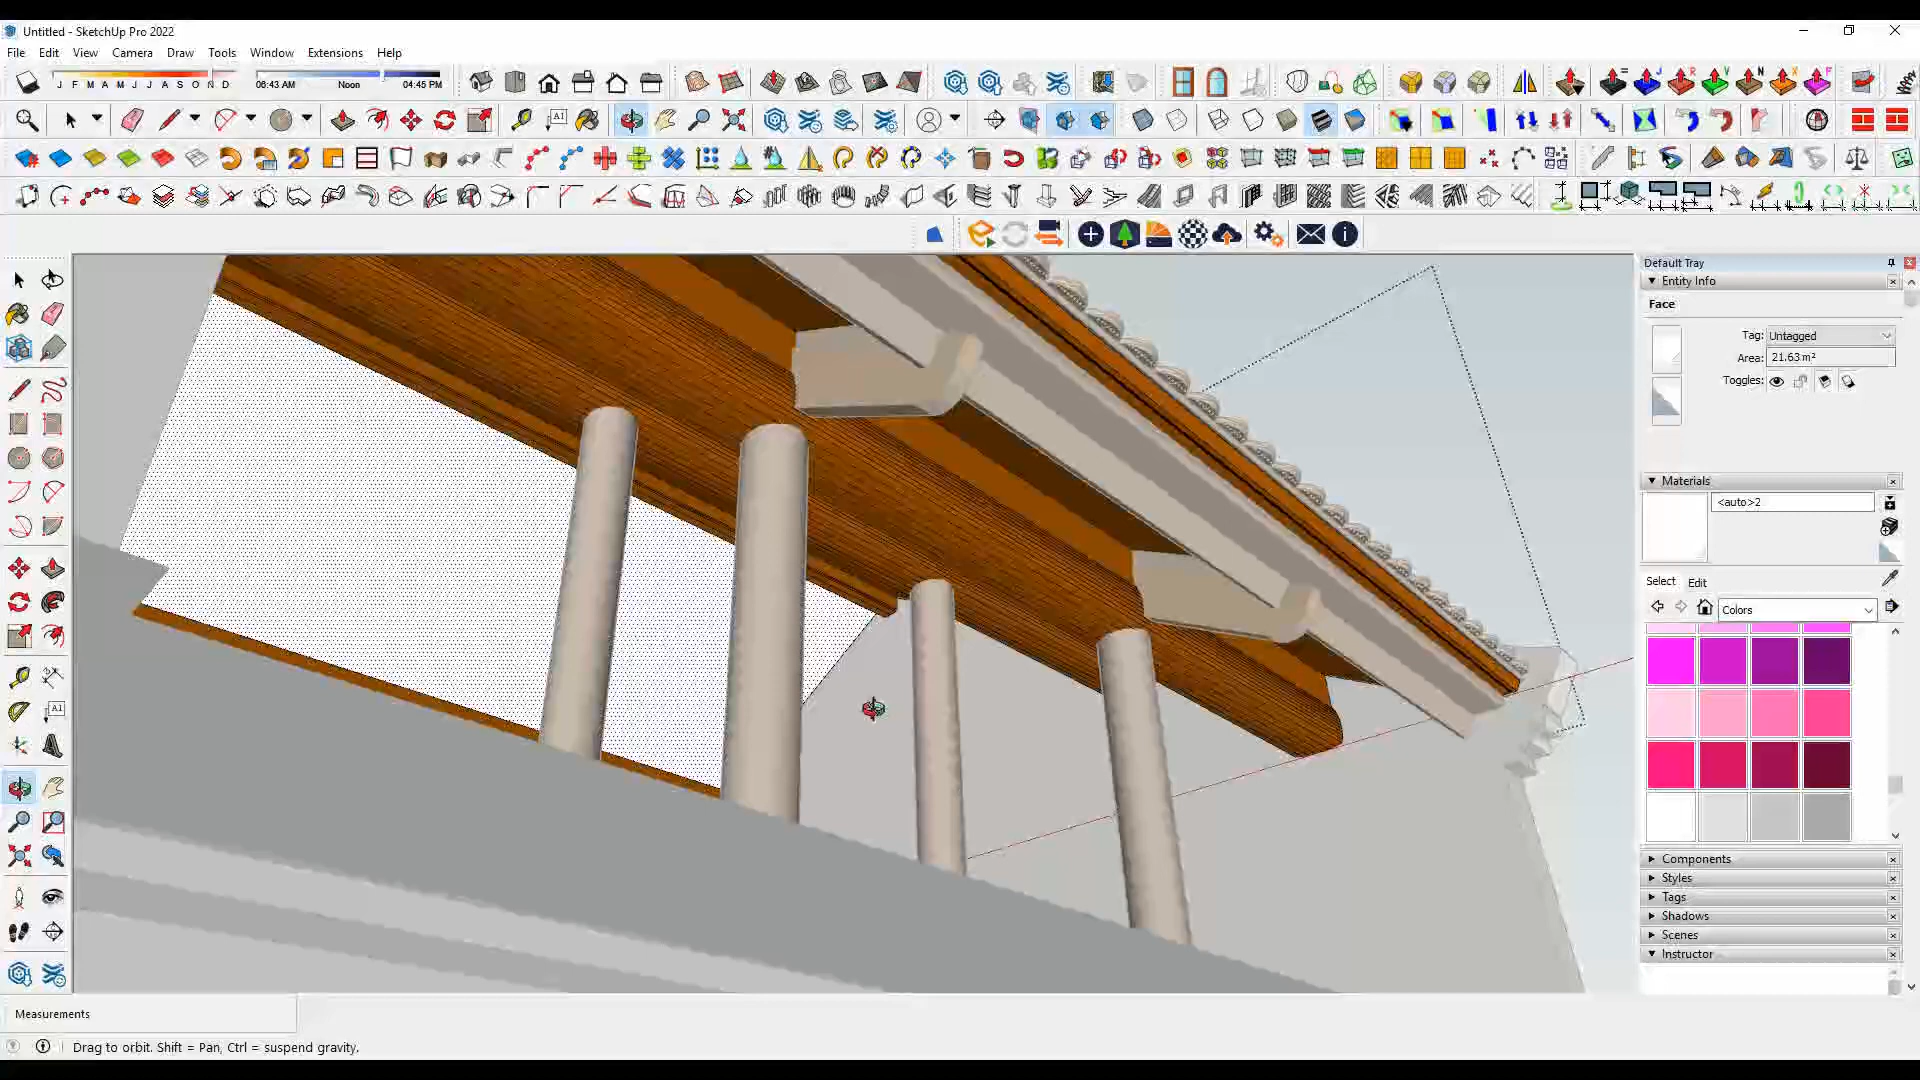 Untitled - SketchUp Pro 2022
File Edit View Camera Draw Tools Window Extensions Help
J F M A M J J A S O N D
06:43 AM Noon 04:45 PM
Default Tray
Entity Info
Face
Tag: Untagged
Area: 21.63 m²
Toggles:
Materials
<auto>2
Select Edit
Colors
Components
Styles
Tags
Shadows
Scenes
Instructor
Measurements
Drag to orbit. Shift = Pan, Ctrl = suspend gravity.